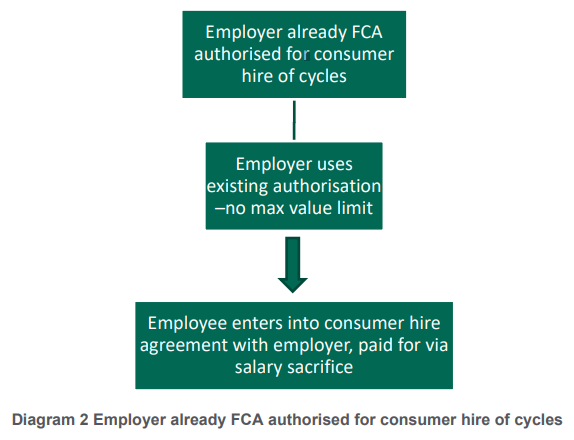 Employer already FCA
authorised for consumer
hire of cycles
Employer uses
existing authorisation
–no max value limit
Employee enters into consumer hire
agreement with employer, paid for via
salary sacrifice
Diagram 2 Employer already FCA authorised for consumer hire of cycles